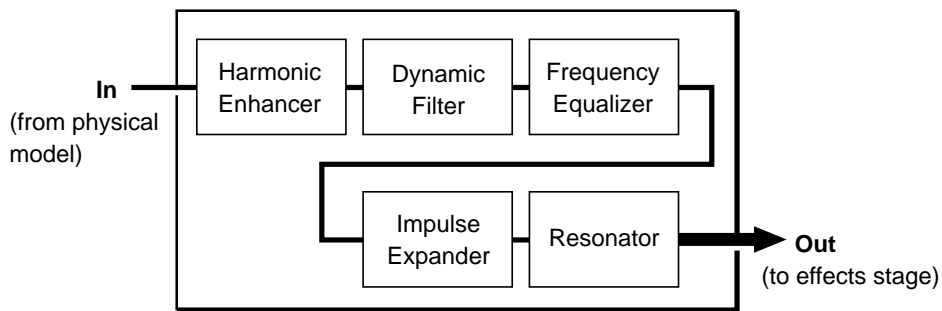 In
(from physical
model)
Harmonic
Enhancer
Dynamic
Filter
Frequency
Equalizer
Impulse
Expander
Resonator
Out
(to effects stage)